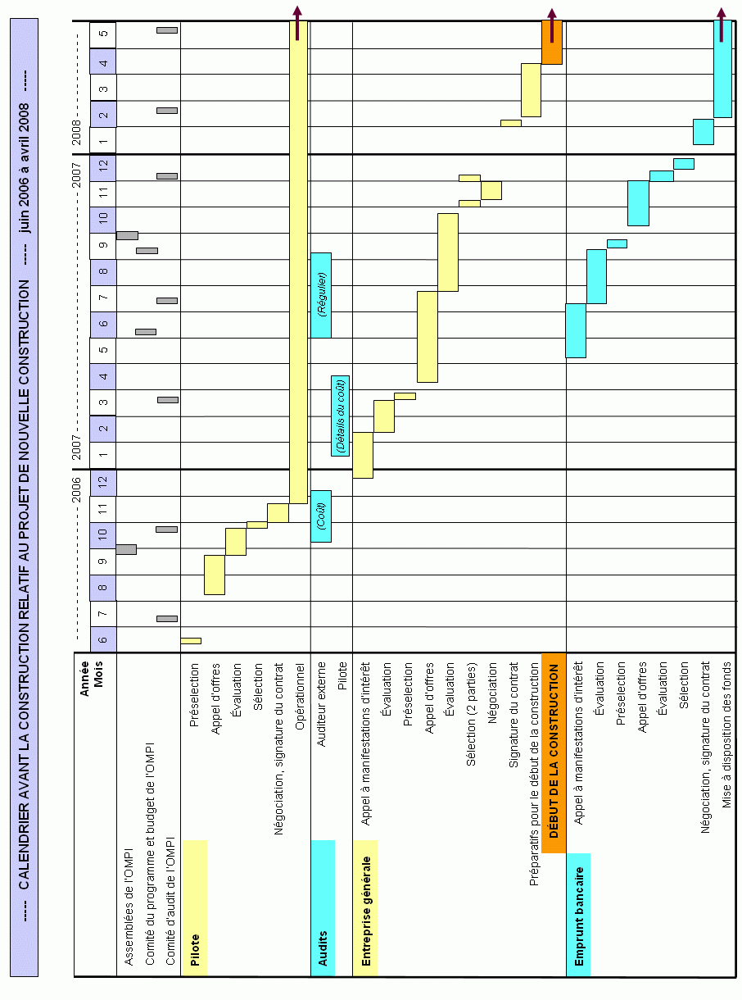 ----- CALENDRIER AVANT LA CONSTRUCTION RELATIF AU PROJET DE NOUVELLE CONSTRUCTION ----- juin 2006 à avril 2008 -----
Année
2006
2007
2007
2008
Mois
6 7 8 9 10 11 12 1 2 3 4 5 6 7 8 9 10 11 12 1 2 3 4 5
Assemblées de l'OMPI
Comité du programme et budget de l'OMPI
Comité d'audit de l'OMPI
Pilote
Préselection
Appel d'offres
Évaluation
Sélection
Négociation, signature du contrat
Opérationnel
Audits
Auditeur externe
(Coût)
(Régulier)
Pilote
(Détails du coût)
Entreprise générale
Appel à manifestations d'intérêt
Évaluation
Préselection
Appel d'offres
Évaluation
Sélection (2 parties)
Négociation
Signature du contrat
Préparatifs pour le début de la construction
DÉBUT DE LA CONSTRUCTION
Emprunt bancaire
Appel à manifestations d'intérêt
Évaluation
Préselection
Appel d'offres
Évaluation
Sélection
Négociation, signature du contrat
Mise à disposition des fonds